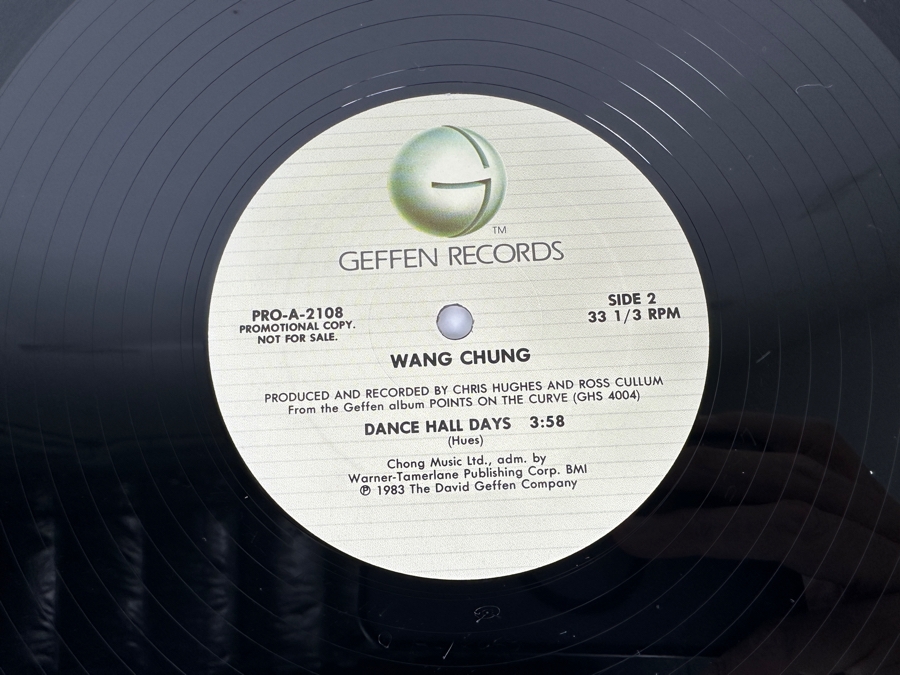 TM
GEFFEN RECORDS
PRO-A-2108
PROMOTIONAL COPY.
NOT FOR SALE.
SIDE 2
33 1/3 RPM
WANG CHUNG
PRODUCED AND RECORDED BY CHRIS HUGHES AND ROSS CULLUM
From the Geffen album POINTS ON THE CURVE (GHS 4004)
DANCE HALL DAYS 3:58
(Hues)
Chong Music Ltd., adm. by
Warner-Tamerlane Publishing Corp. BMI
℗ 1983 The David Geffen Company